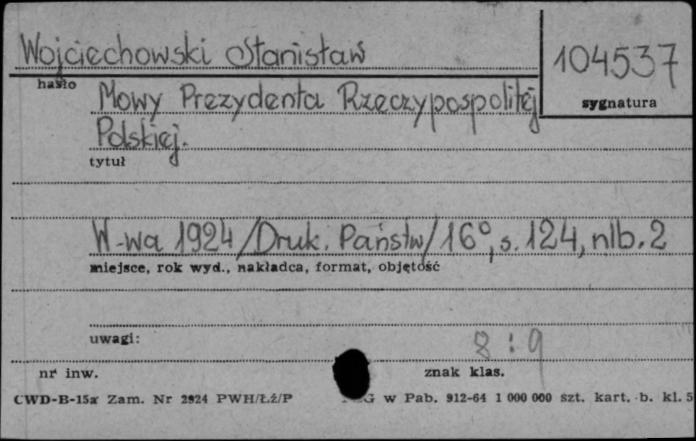 Wojciechowski Stanisław
104537
hasło
sygnatura
Mowy Prezydenta Rzeczypospolitej
Polskiej.
tytuł
W-wa 1924 /Druk. Państw/ 16°, s. 124, nlb. 2
miejsce, rok wyd., nakładca, format, objętość
uwagi:
8:9
nr inw.
znak klas.
CWD-B-15a Zam. Nr 2924 PWH/Łż/P
w Pab. 912-64 1 000 000 szt. kart. b. kl. 5